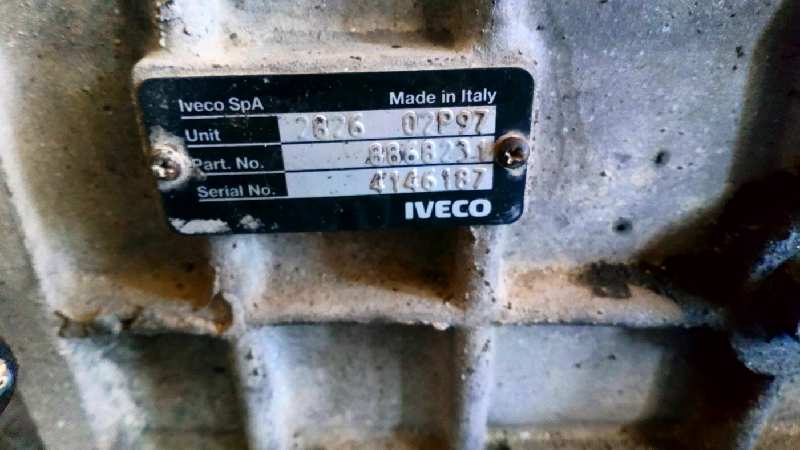 Iveco SpA Made in Italy
Unit 2826 02P97
Part. No. 8868231
Serial No. 4146187
IVECO